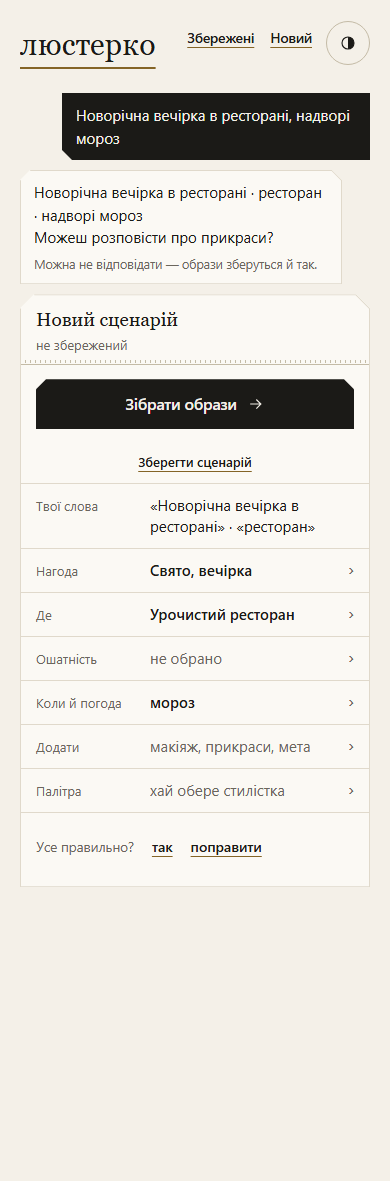 люстерко
Збережені Новий
Новорічна вечірка в ресторані, надворі
мороз
Новорічна вечірка в ресторані · ресторан
· надворі мороз
Можеш розповісти про прикраси?
Можна не відповідати — образи зберуться й так.
Новий сценарій
не збережений
Зібрати образи →
Зберегти сценарій
Твої слова «Новорічна вечірка в
ресторані» · «ресторан»
Нагода Свято, вечірка ›
Де Урочистий ресторан ›
Ошатність не обрано ›
Коли й погода мороз ›
Додати макіяж, прикраси, мета ›
Палітра хай обере стилістка ›
Усе правильно? так поправити